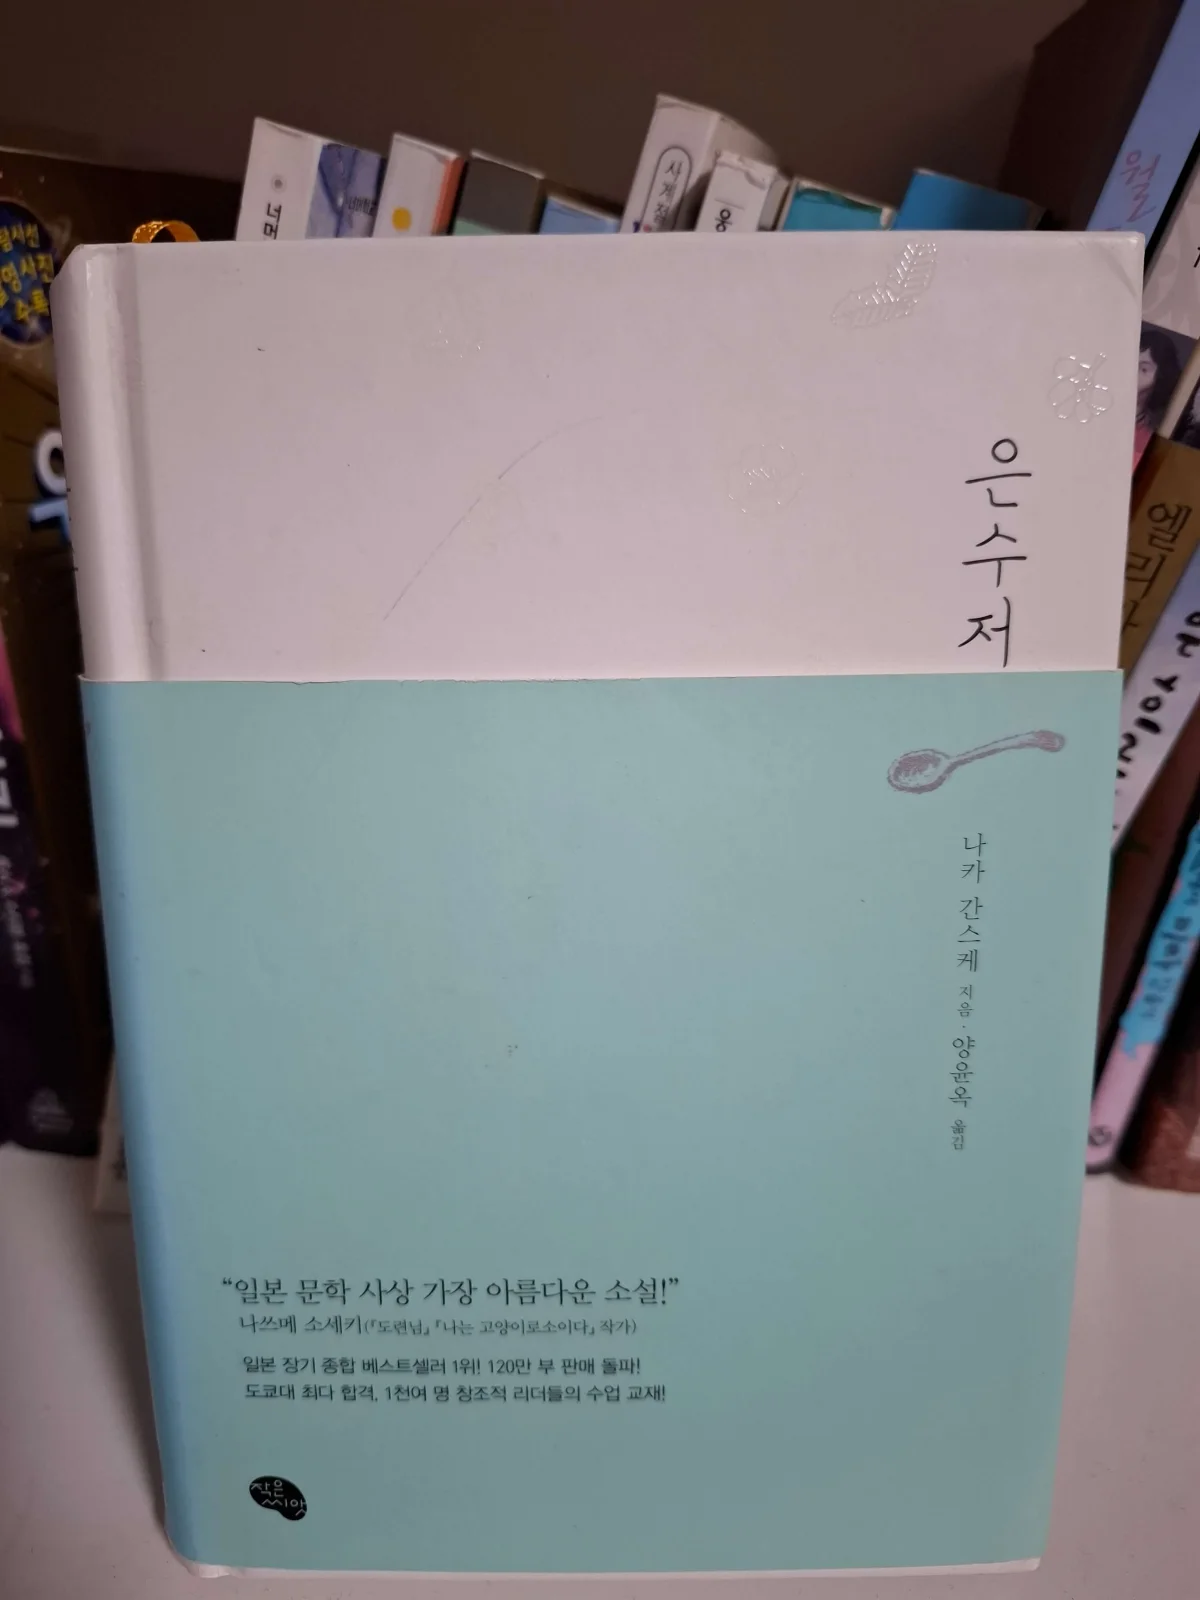 은수저
나카 간스케 지음 · 양윤옥 옮김
“일본 문학 사상 가장 아름다운 소설!”
나쓰메 소세키(『도련님』 『나는 고양이로소이다』 작가)
일본 장기 종합 베스트셀러 1위! 120만 부 판매 돌파!
도쿄대 최다 합격, 1천여 명 창조적 리더들의 수업 교재!
작은
씨앗
사계절
수록